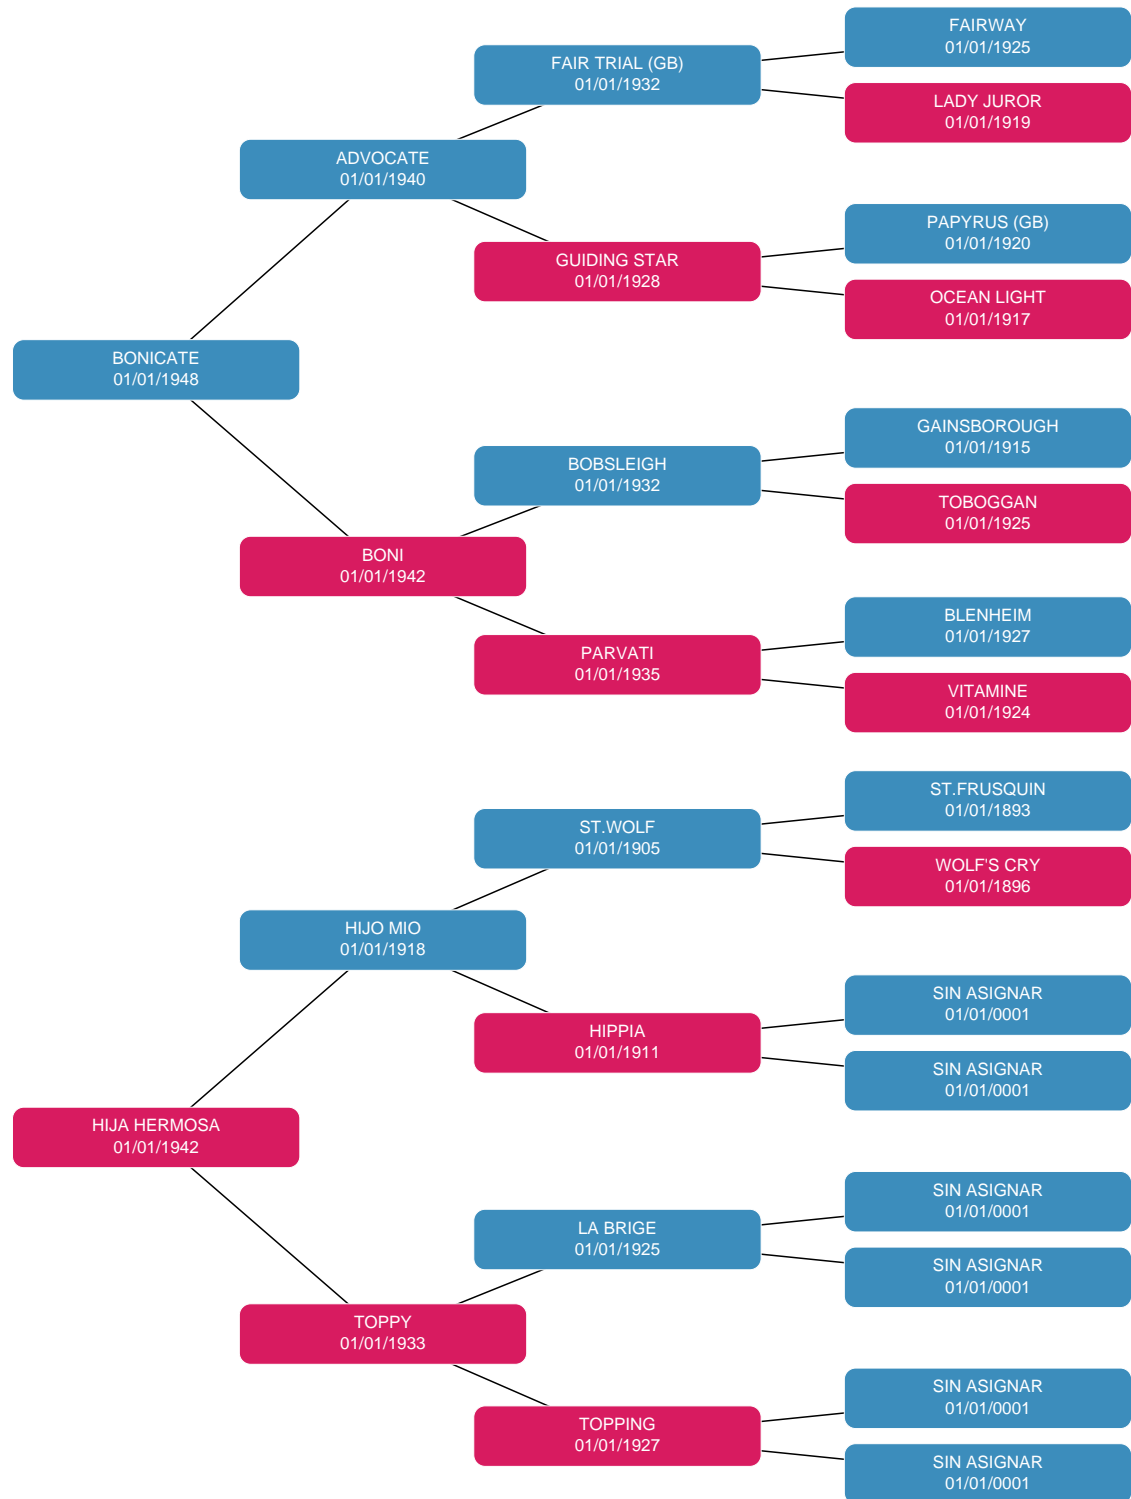 FAIRWAY
01/01/1925
FAIR TRIAL (GB)
01/01/1932
LADY JUROR
01/01/1919
ADVOCATE
01/01/1940
PAPYRUS (GB)
01/01/1920
GUIDING STAR
01/01/1928
OCEAN LIGHT
01/01/1917
BONICATE
01/01/1948
GAINSBOROUGH
01/01/1915
BOBSLEIGH
01/01/1932
TOBOGGAN
01/01/1925
BONI
01/01/1942
BLENHEIM
01/01/1927
PARVATI
01/01/1935
VITAMINE
01/01/1924
ST.FRUSQUIN
01/01/1893
ST.WOLF
01/01/1905
WOLF'S CRY
01/01/1896
HIJO MIO
01/01/1918
SIN ASIGNAR
01/01/0001
HIPPIA
01/01/1911
SIN ASIGNAR
01/01/0001
HIJA HERMOSA
01/01/1942
SIN ASIGNAR
01/01/0001
LA BRIGE
01/01/1925
SIN ASIGNAR
01/01/0001
TOPPY
01/01/1933
SIN ASIGNAR
01/01/0001
TOPPING
01/01/1927
SIN ASIGNAR
01/01/0001